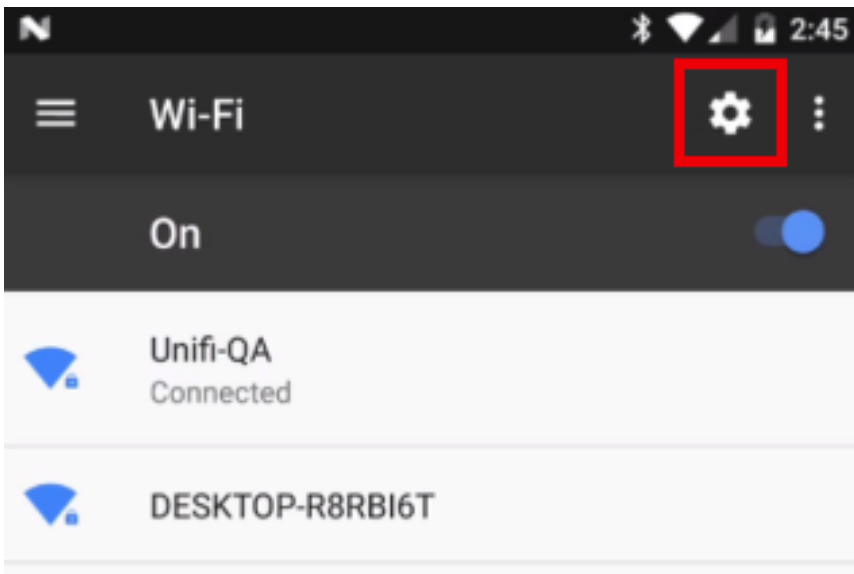 2:45
Wi-Fi
On
Unifi-QA
Connected
DESKTOP-R8RBI6T